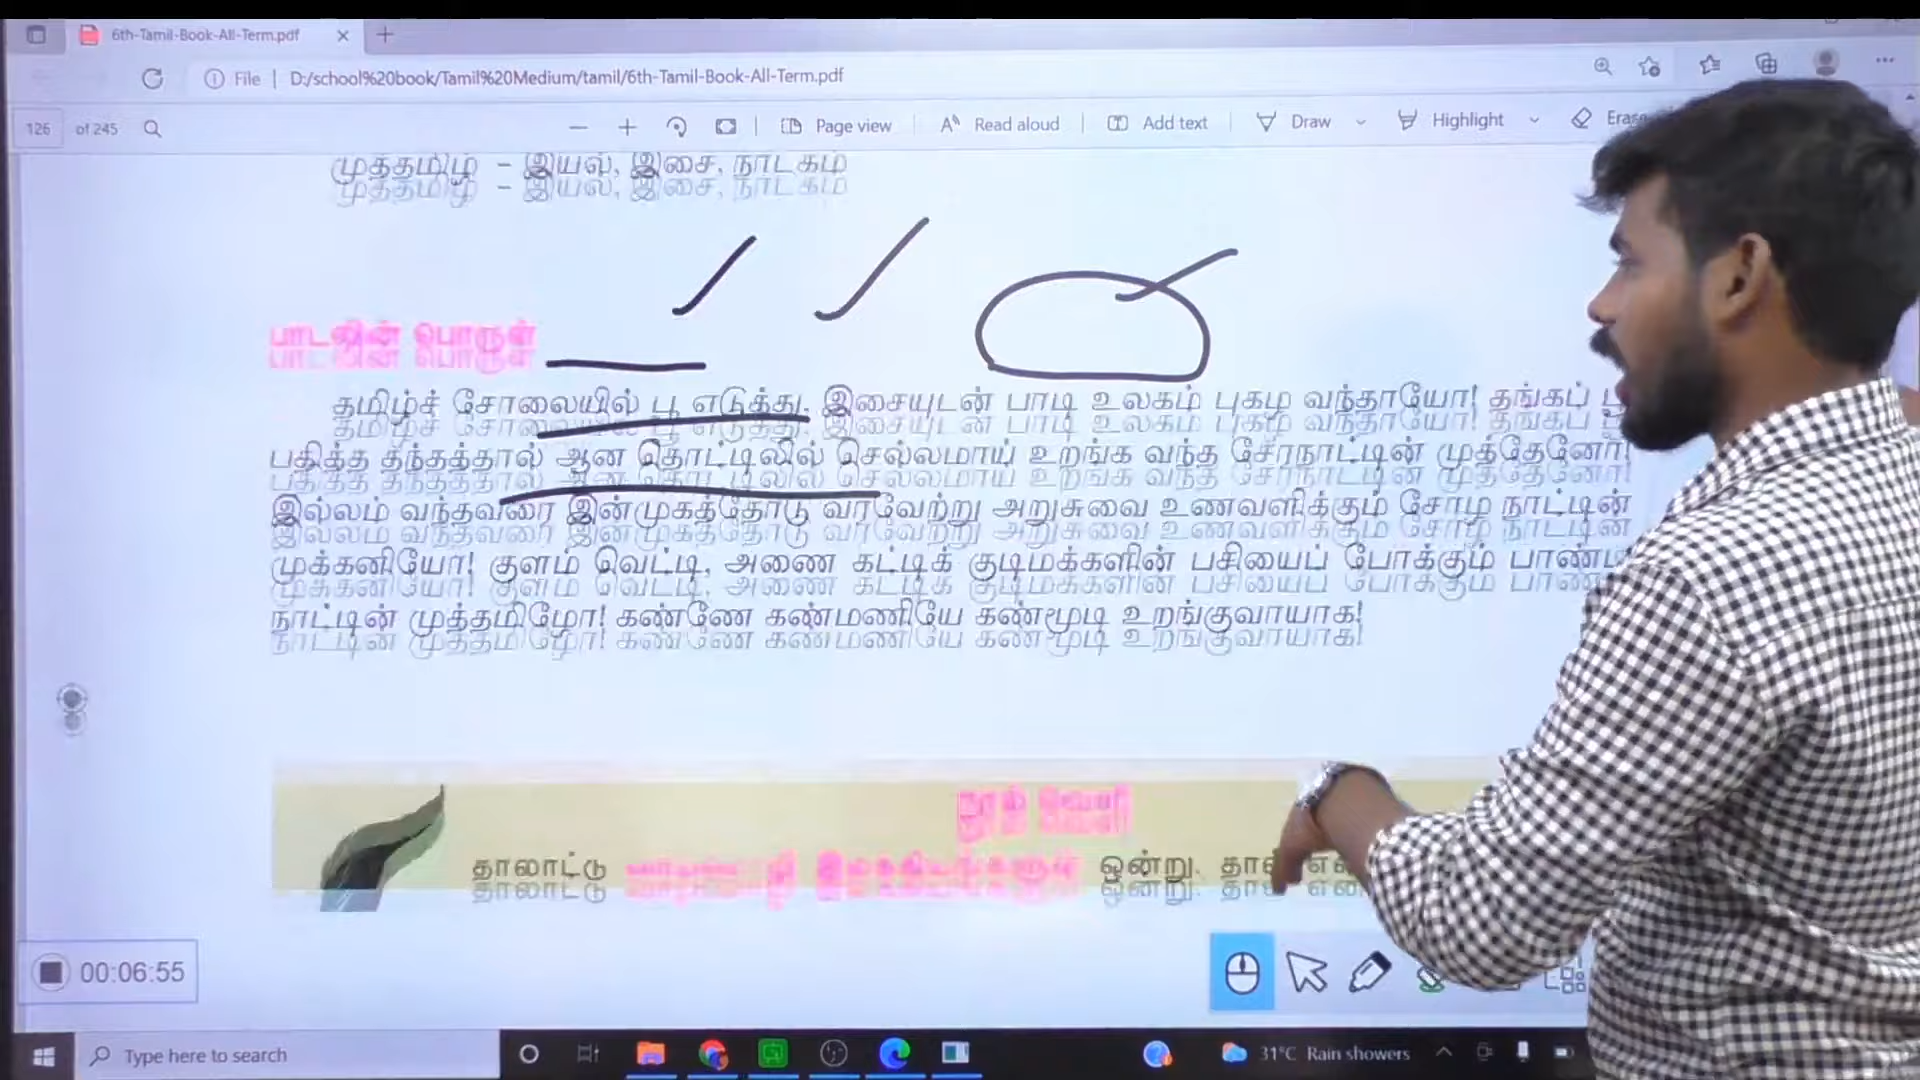 6th-Tamil-Book-All-Term.pdf
File | D:/school%20book/Tamil%20Medium/tamil/6th-Tamil-Book-All-Term.pdf
126 of 245 Page view Read aloud Add text Draw Highlight Erase
முத்தமிழ் – இயல், இசை, நாடகம்
பாடலின் பொருள்
தமிழ்ச் சோலையில் பூ எடுத்து, இசையுடன் பாடி உலகம் புகழ வந்தாயோ! தங்கப் பூ
பதித்த தந்தத்தால் ஆன தொட்டிலில் செல்லமாய் உறங்க வந்த சேரநாட்டின் முத்தேனோ!
இல்லம் வந்தவரை இன்முகத்தோடு வரவேற்று அறுசுவை உணவளிக்கும் சோழ நாட்டின்
முக்கனியோ! குளம் வெட்டி, அணை கட்டிக் குடிமக்களின் பசியைப் போக்கும்
நாட்டின் முத்தமிழோ! கண்ணே கண்மணியே கண்மூடி உறங்குவாயாக!
நூல் வெளி
தாலாட்டு வாய்மொழி இலக்கியங்களுள் ஒன்று.
00:06:55
Type here to search
31°C Rain showers